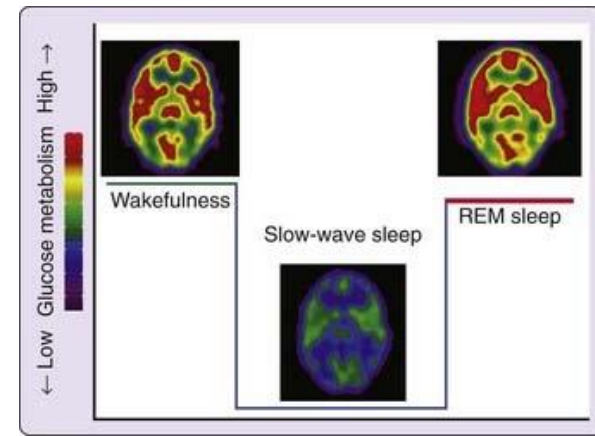 ← Low Glucose metabolism High →
Wakefulness
Slow-wave sleep
REM sleep